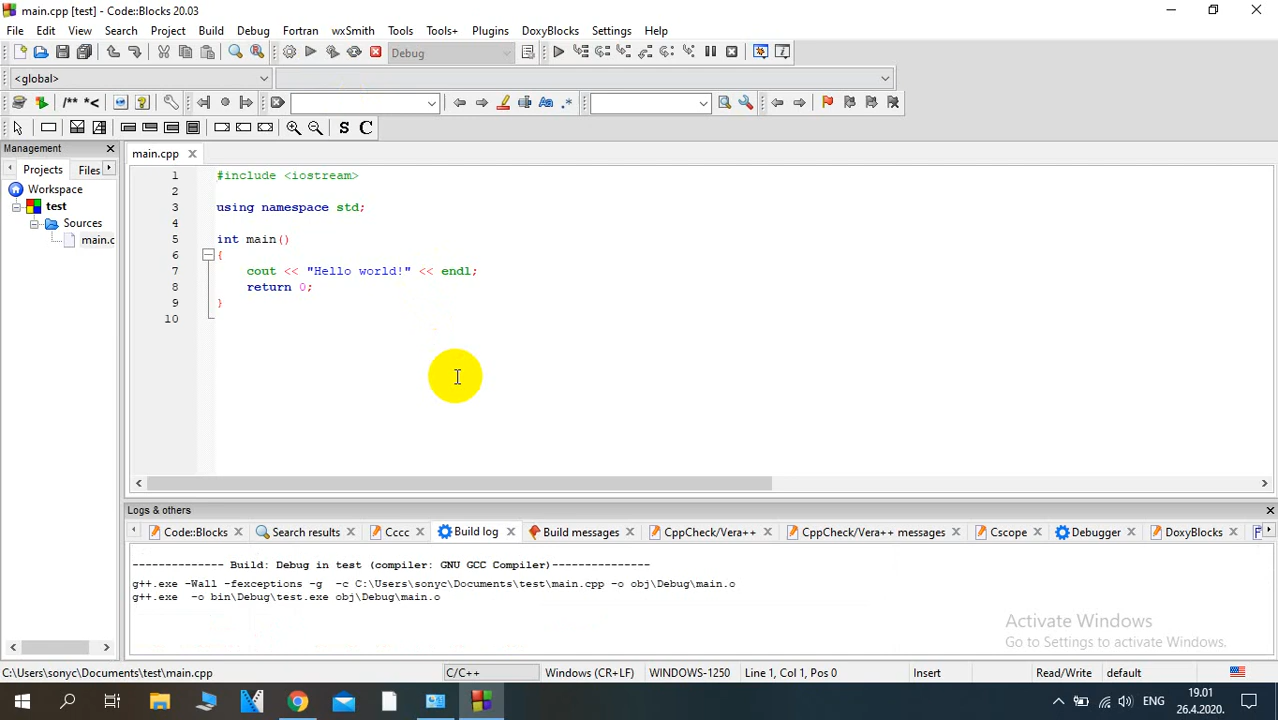 main.cpp [test] - Code::Blocks 20.03
File Edit View Search Project Build Debug Fortran wxSmith Tools Tools+ Plugins DoxyBlocks Settings Help
Debug
<global>
/** *<
Aa .*
S C
Management
Projects Files
main.cpp
Workspace
test
Sources
main.c
1 #include <iostream>
2
3 using namespace std;
4
5 int main()
6 {
7 cout << "Hello world!" << endl;
8 return 0;
9 }
10
Logs & others
Code::Blocks Search results Cccc Build log Build messages CppCheck/Vera++ CppCheck/Vera++ messages Cscope Debugger DoxyBlocks
-------------- Build: Debug in test (compiler: GNU GCC Compiler)---------------
g++.exe -Wall -fexceptions -g -c C:\Users\sonyc\Documents\test\main.cpp -o obj\Debug\main.o
g++.exe -o bin\Debug\test.exe obj\Debug\main.o
Activate Windows
Go to Settings to activate Windows.
C:\Users\sonyc\Documents\test\main.cpp C/C++ Windows (CR+LF) WINDOWS-1250 Line 1, Col 1, Pos 0 Insert Read/Write default
ENG
19.01
26.4.2020.